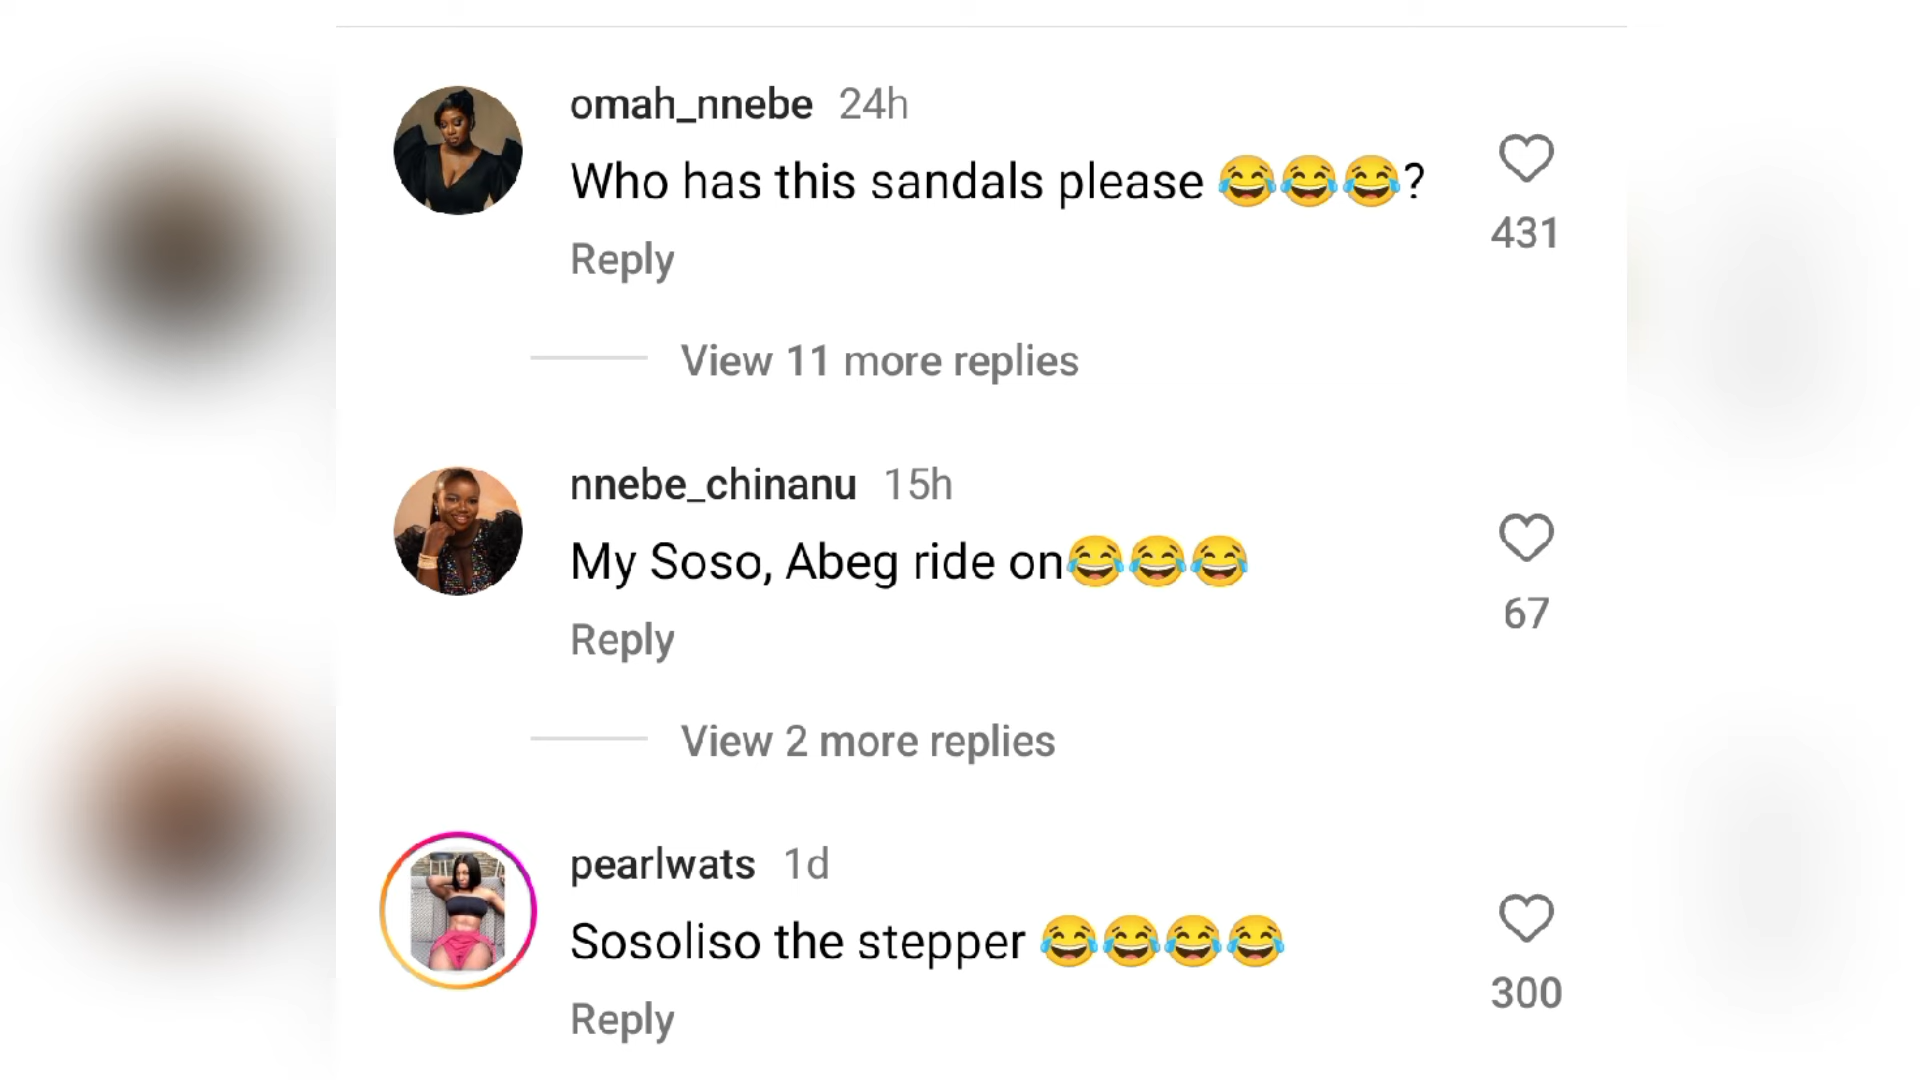 omah_nnebe 24h
Who has this sandals please 😂😂😂?
431
Reply
View 11 more replies
nnebe_chinanu 15h
My Soso, Abeg ride on😂😂😂
67
Reply
View 2 more replies
pearlwats 1d
Sosoliso the stepper 😂😂😂😂
300
Reply